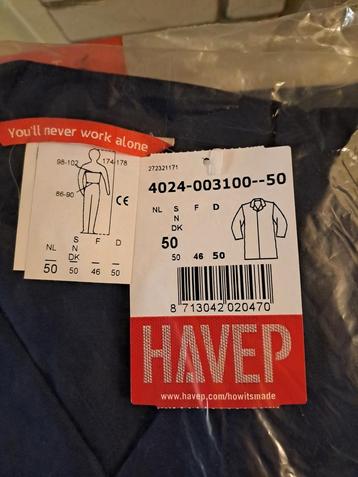 You'll never work alone
98-102
174-178
86-90
CE
NL
S
N
DK
F
D
50
50
46
50
272321171
4024-003100--50
NL
S
N
DK
F
D
50
50
46
50
8 713042 020470
HAVEP
www.havep.com/howitsmade